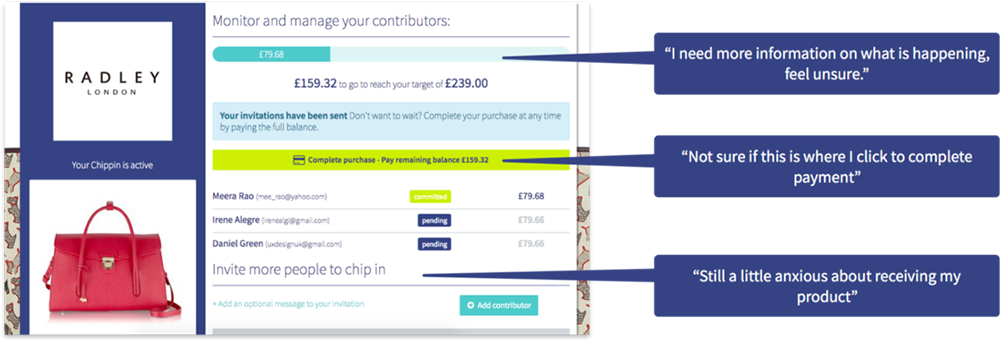 Monitor and manage your contributors:
£79.68
£159.32 to go to reach your target of £239.00
RADLEY
LONDON
Your invitations have been sent Don't want to wait? Complete your purchase at any time
by paying the full balance.
Your Chippin is active
Complete purchase - Pay remaining balance £159.32
Meera Rao (mee_rao@yahoo.com) committed £79.68
Irene Alegre (irenealgi@gmail.com) pending £79.66
Daniel Green (uxdesignuk@gmail.com) pending £79.66
Invite more people to chip in
+ Add an optional message to your invitation
Add contributor
“I need more information on what is happening,
feel unsure.”
“Not sure if this is where I click to complete
payment”
“Still a little anxious about receiving my
product”